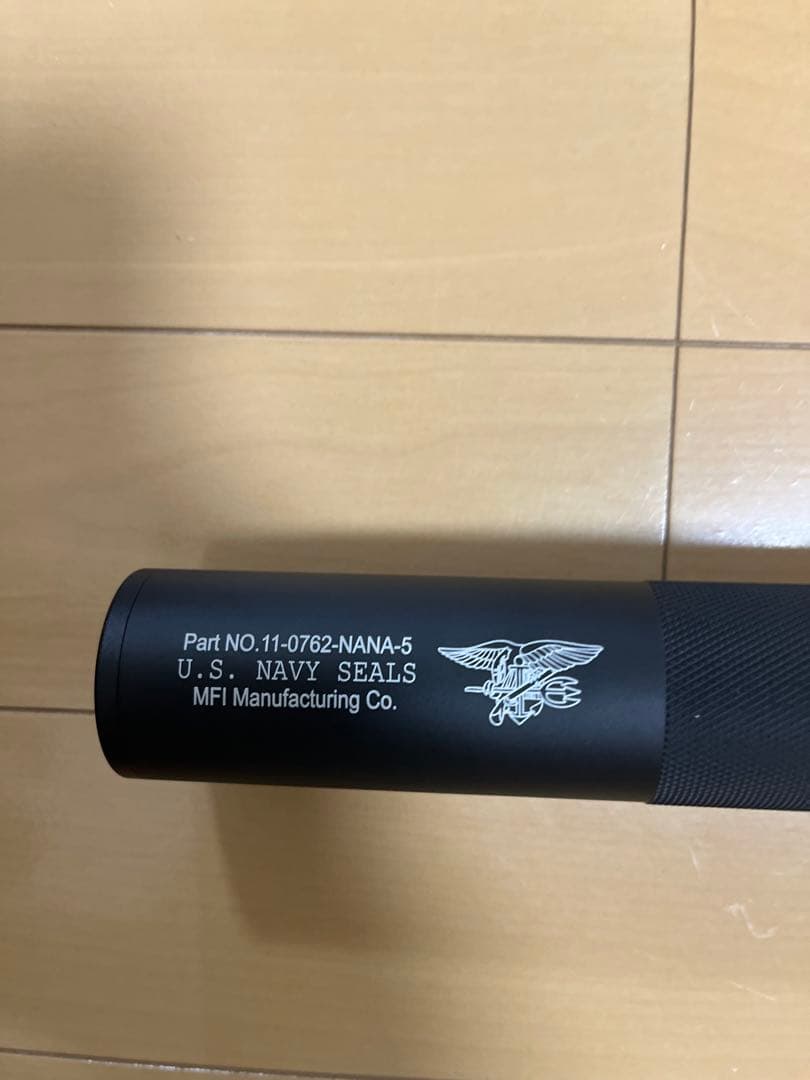 Part NO.11-0762-NANA-5
U.S. NAVY SEALS
MFI Manufacturing Co.